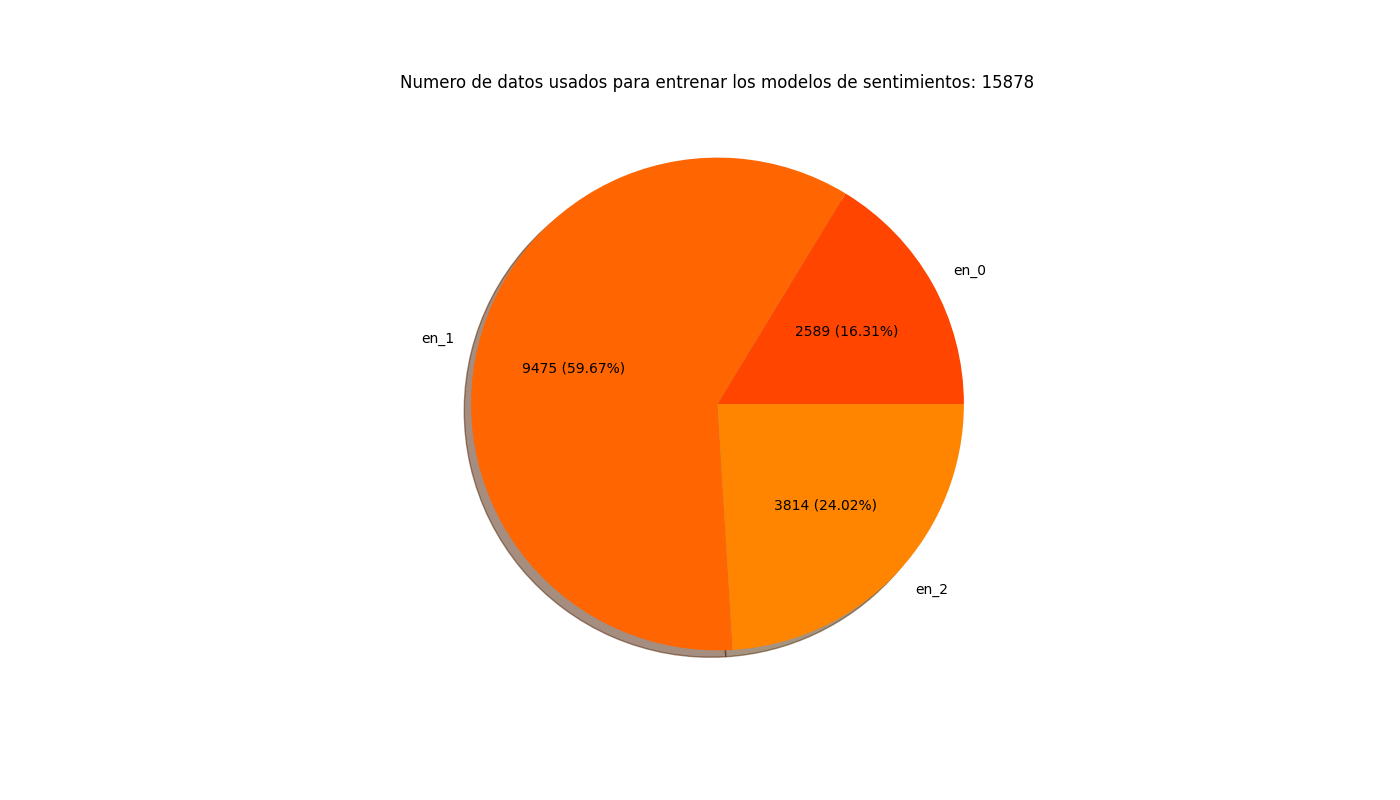 Numero de datos usados para entrenar los modelos de sentimientos: 15878
en_0
2589 (16.31%)
en_1
9475 (59.67%)
3814 (24.02%)
en_2